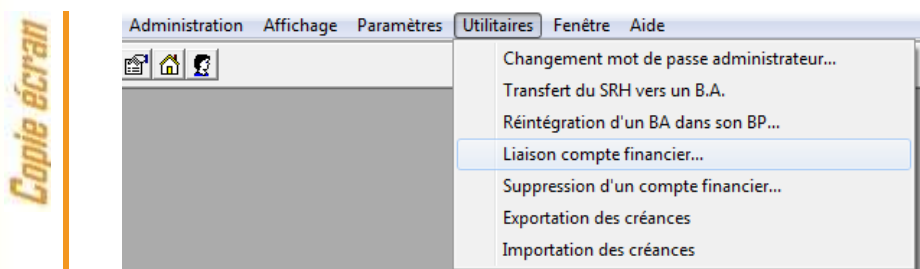 Copie écran
Administration Affichage Paramètres Utilitaires Fenêtre Aide
Changement mot de passe administrateur...
Transfert du SRH vers un B.A.
Réintégration d'un BA dans son BP...
Liaison compte financier...
Suppression d'un compte financier...
Exportation des créances
Importation des créances